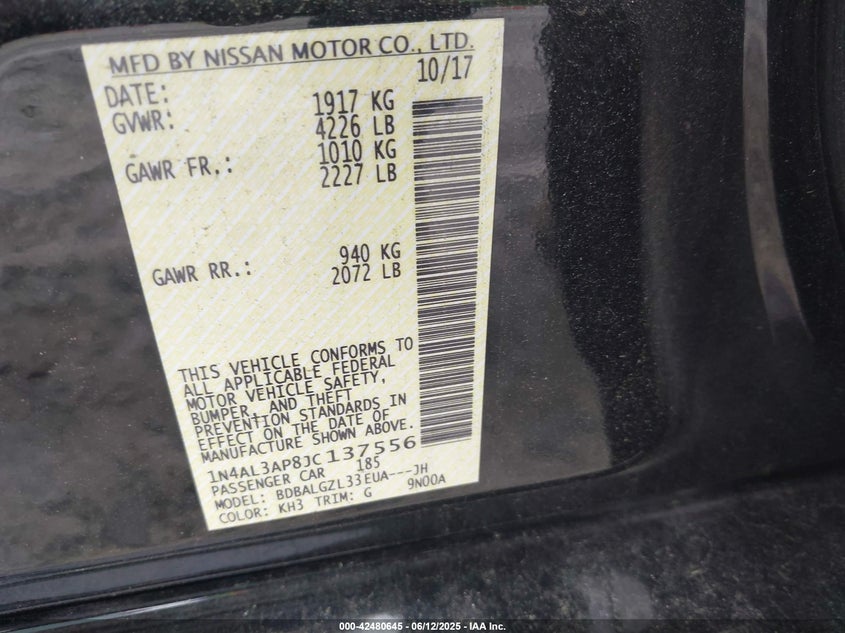 MFD BY NISSAN MOTOR CO., LTD.
DATE: 10/17
GVWR: 1917 KG
4226 LB
GAWR FR.: 1010 KG
2227 LB
GAWR RR.: 940 KG
2072 LB
THIS VEHICLE CONFORMS TO
ALL APPLICABLE FEDERAL
MOTOR VEHICLE SAFETY,
BUMPER, AND THEFT
PREVENTION STANDARDS IN
EFFECT ON THE DATE OF
MANUFACTURE SHOWN ABOVE.
1N4AL3AP8JC137556
PASSENGER CAR 185
MODEL: BDBALGZL33EUA---JH
COLOR: KH3 TRIM: G 9N00A
000-42480645 - 06/12/2025 - IAA Inc.